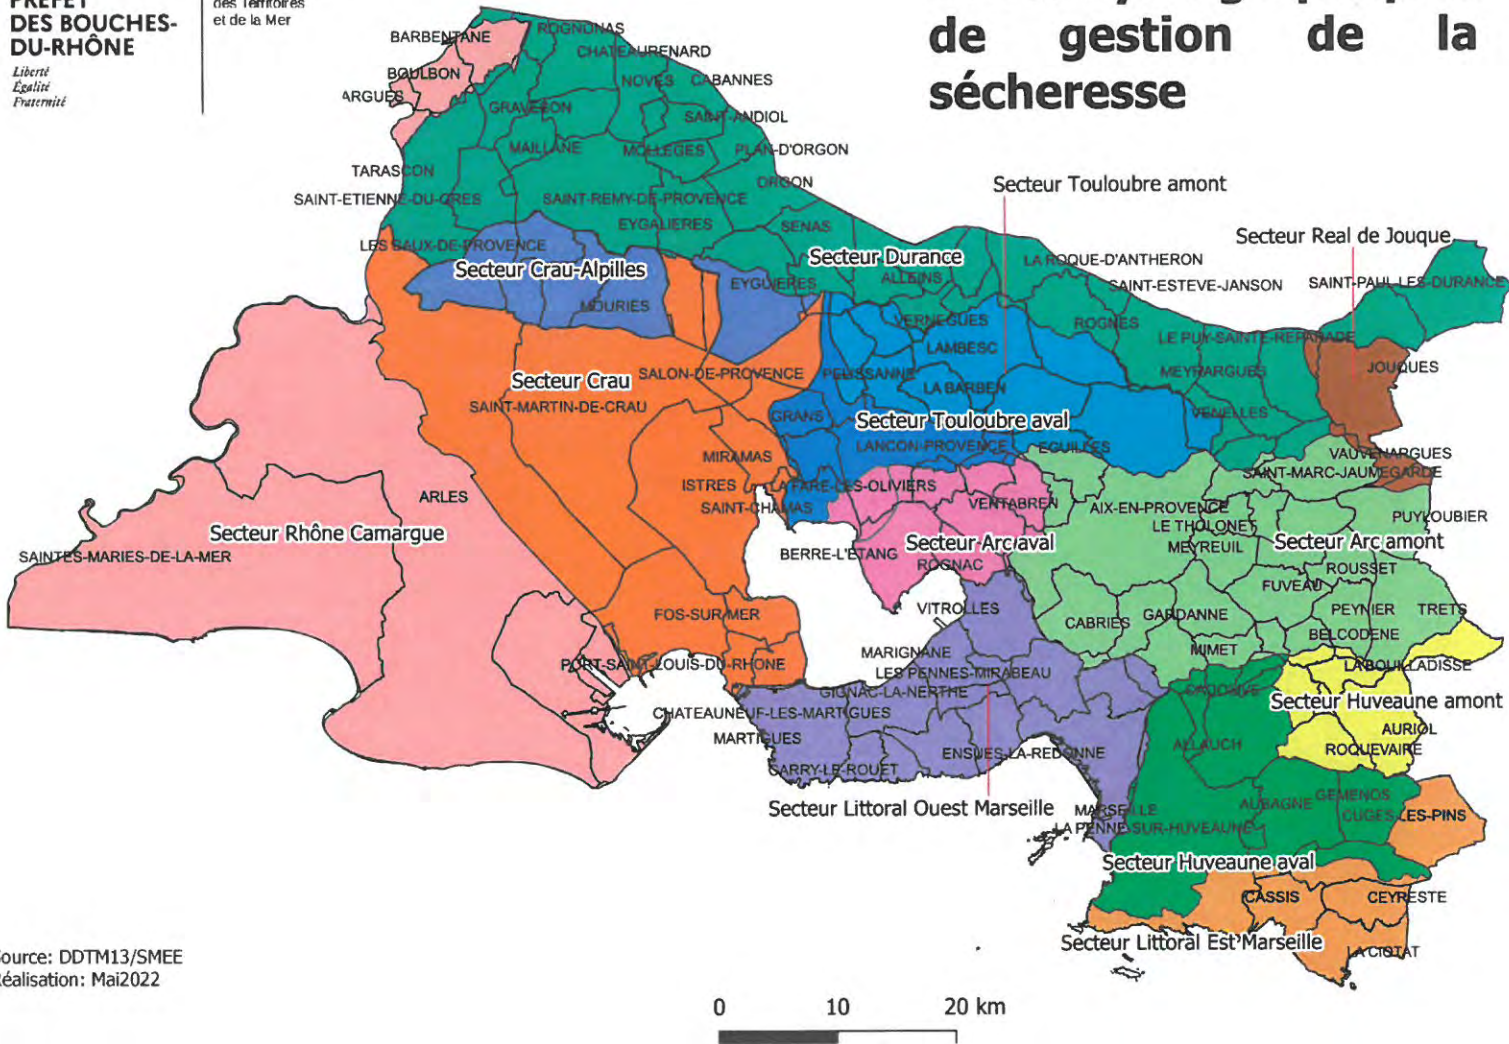 PRÉFET
DES BOUCHES-
DU-RHÔNE
Liberté
Égalité
Fraternité
des Territoires
et de la Mer
de gestion de la
sécheresse
BARBENTANE
ROGNONAS
CHATEAURENARD
BOULBON
NOVES
CABANNES
ARGUES
GRAVESON
SAINT-ANDIOL
MAILLANE
MOLLEGES
PLAN-D'ORGON
TARASCON
ORGON
Secteur Touloubre amont
SAINT-ETIENNE-DU-GRES
SAINT-REMY-DE-PROVENCE
EYGALIERES
SENAS
Secteur Real de Jouque
LES BAUX-DE-PROVENCE
Secteur Durance
LA ROQUE-D'ANTHERON
Secteur Crau-Alpilles
EYGUIERES
ALLEINS
SAINT-ESTEVE-JANSON
SAINT-PAUL-LES-DURANCE
MOURIES
VERNEGUES
ROGNES
LE PUY-SAINTE-REPARADE
LAMBESC
Secteur Crau
SALON-DE-PROVENCE
PELISSANNE
MEYRARGUES
JOUQUES
LA BARBEN
SAINT-MARTIN-DE-CRAU
GRANS
Secteur Touloubre aval
VENELLES
LANCON-PROVENCE
EGUILLES
MIRAMAS
VAUVENARGUES
SAINT-MARC-JAUMEGARDE
ISTRES
LA FARE-LES-OLIVIERS
ARLES
SAINT-CHAMAS
VENTABREN
AIX-EN-PROVENCE
PUYLOUBIER
Secteur Rhône Camargue
LE THOLONET
SAINTES-MARIES-DE-LA-MER
BERRE-L'ETANG
Secteur Arc aval
MEYREUIL
Secteur Arc amont
ROGNAC
ROUSSET
FUVEAU
FOS-SUR-MER
VITROLLES
CABRIES
GARDANNE
PEYNIER
TRETS
BELCODENE
MARIGNANE
MIMET
PORT-SAINT-LOUIS-DU-RHONE
LES PENNES-MIRABEAU
LA BOUILLADISSE
GIGNAC-LA-NERTHE
CADOLIVE
Secteur Huveaune amont
CHATEAUNEUF-LES-MARTIGUES
AURIOL
MARTIGUES
ENSUES-LA-REDONNE
ALLAUCH
ROQUEVAIRE
CARRY-LE-ROUET
Secteur Littoral Ouest Marseille
MARSEILLE
AUBAGNE
GEMENOS
CUGES-LES-PINS
LA PENNE-SUR-HUVEAUNE
Secteur Huveaune aval
CASSIS
CEYRESTE
Secteur Littoral Est Marseille
LA CIOTAT
Source: DDTM13/SMEE
Réalisation: Mai2022
0 10 20 km